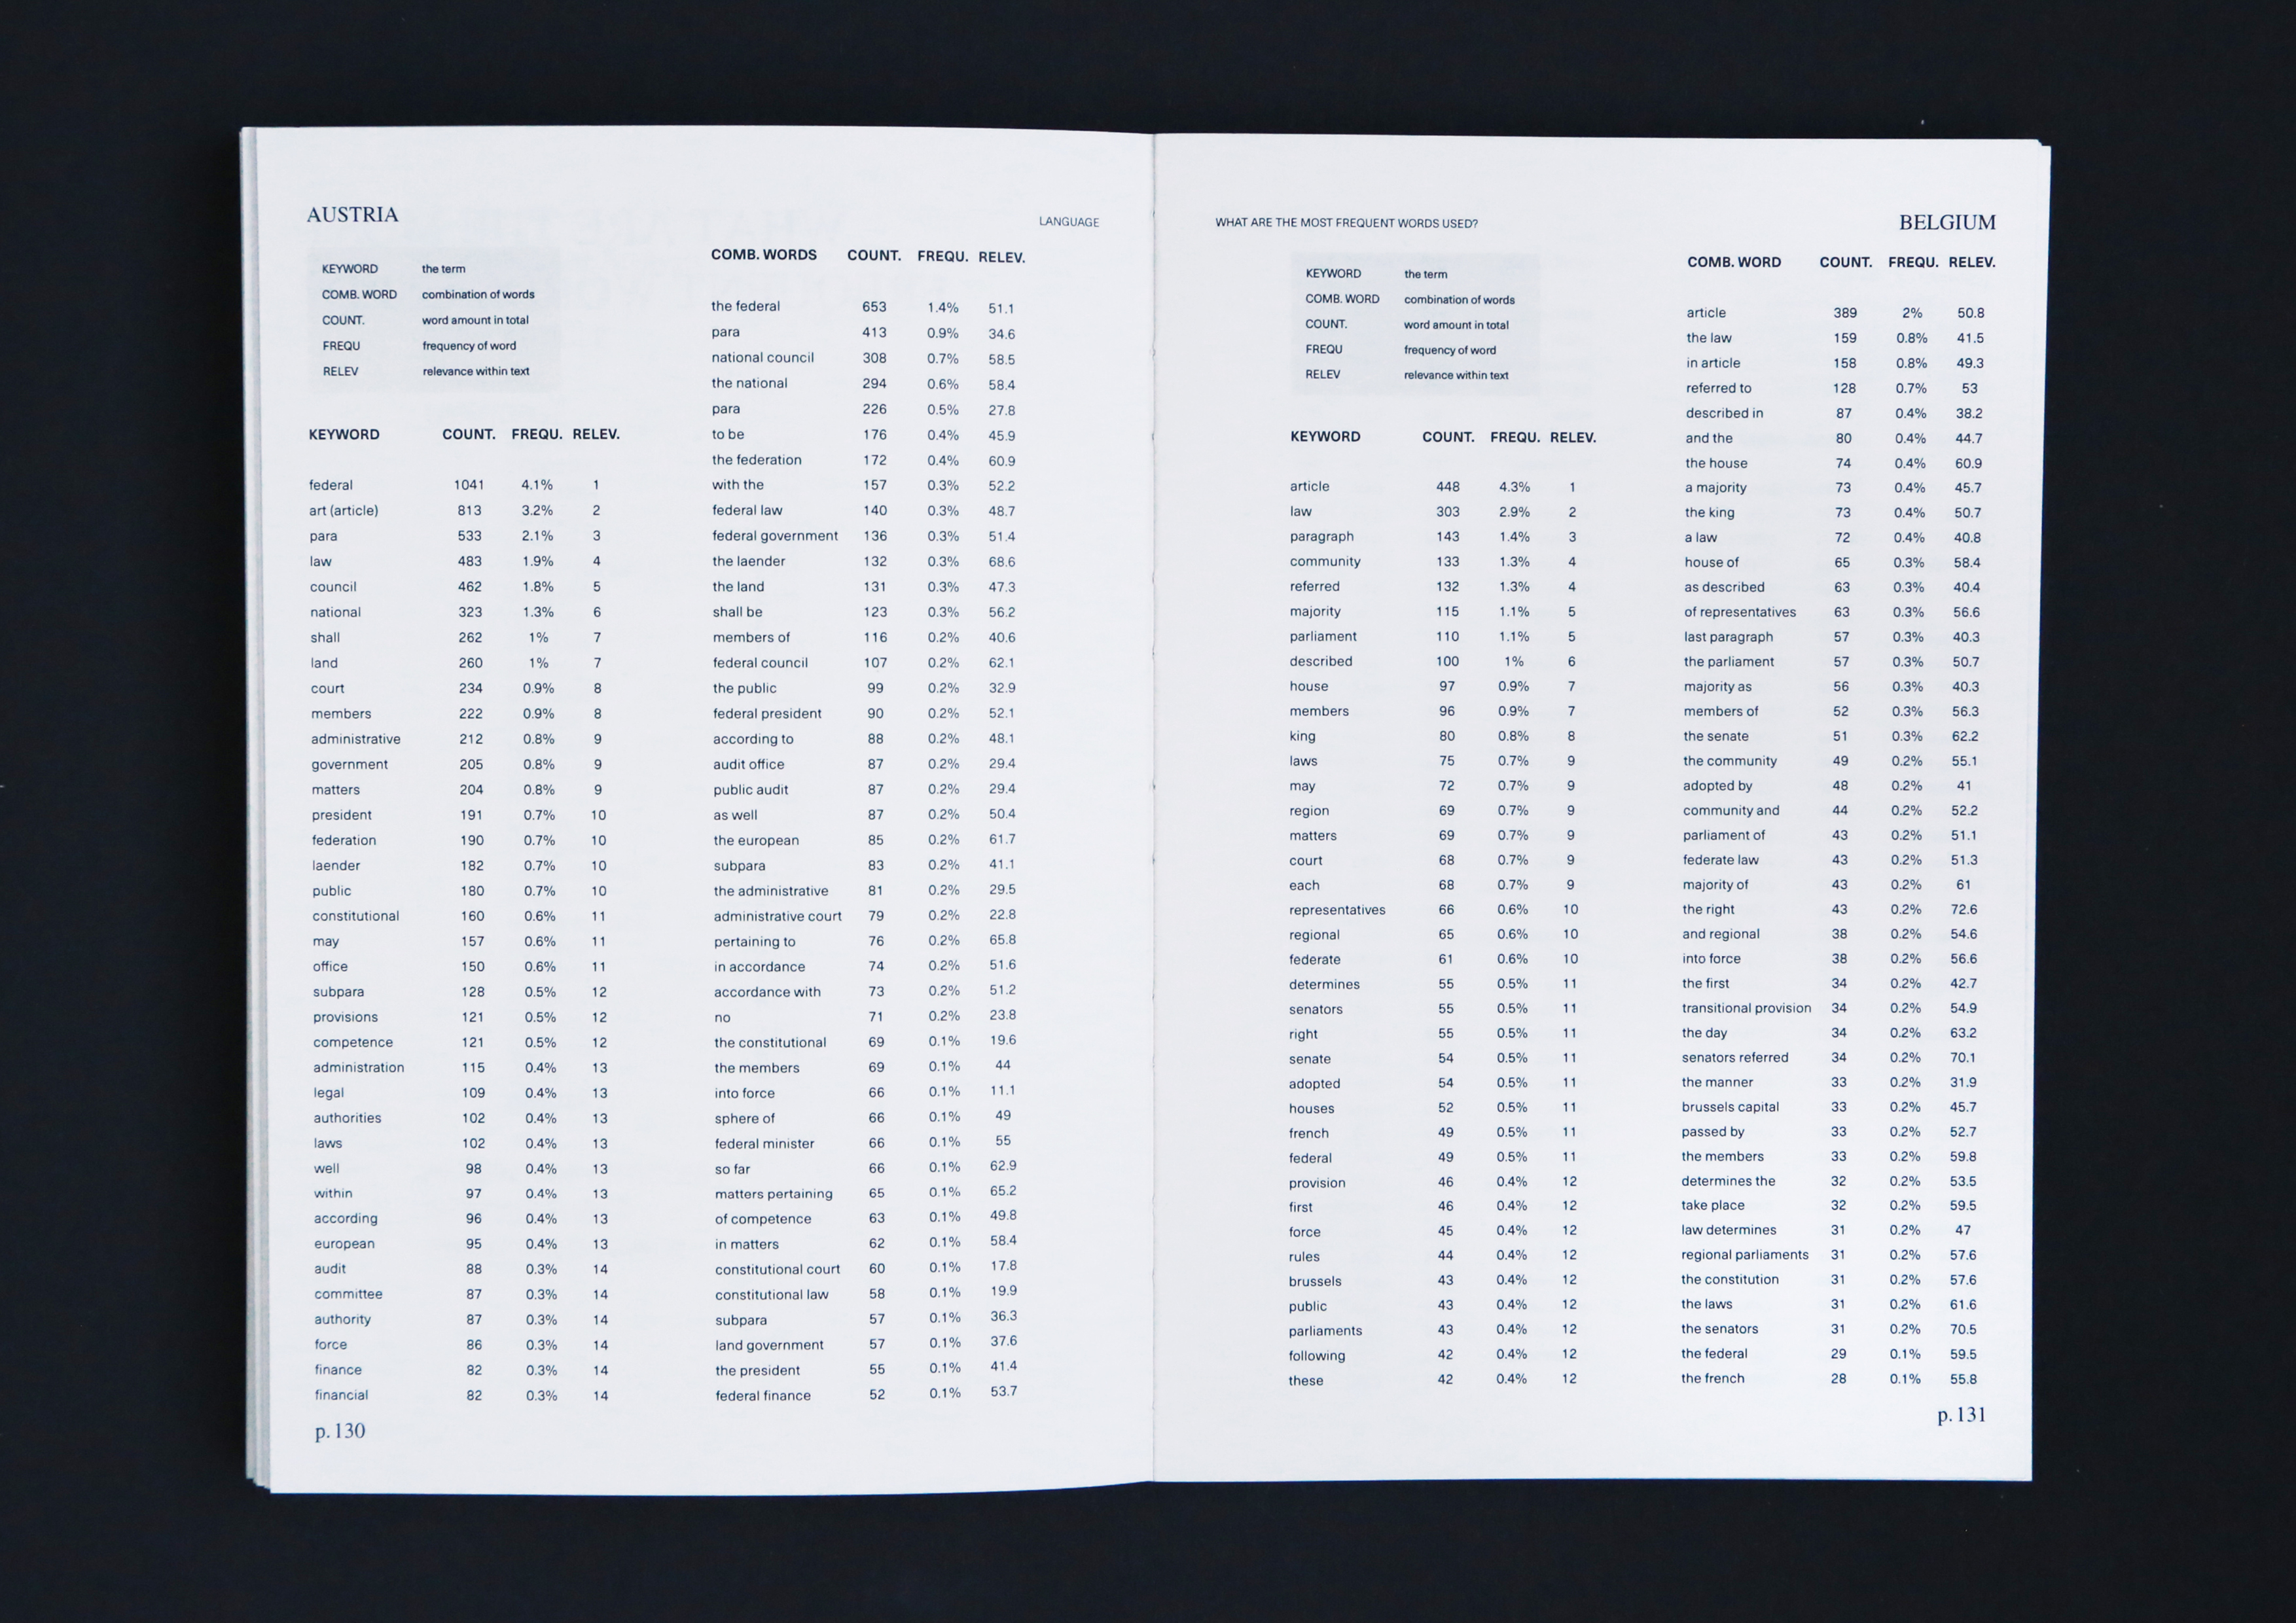 AUSTRIA
LANGUAGE
KEYWORD the term
COMB. WORD combination of words
COUNT. word amount in total
FREQU frequency of word
RELEV relevance within text
KEYWORD COUNT. FREQU. RELEV.
federal 1041 4.1% 1
art (article) 813 3.2% 2
para 533 2.1% 3
law 483 1.9% 4
council 462 1.8% 5
national 323 1.3% 6
shall 262 1% 7
land 260 1% 7
court 234 0.9% 8
members 222 0.9% 8
administrative 212 0.8% 9
government 205 0.8% 9
matters 204 0.8% 9
president 191 0.7% 10
federation 190 0.7% 10
laender 182 0.7% 10
public 180 0.7% 10
constitutional 160 0.6% 11
may 157 0.6% 11
office 150 0.6% 11
subpara 128 0.5% 12
provisions 121 0.5% 12
competence 121 0.5% 12
administration 115 0.4% 13
legal 109 0.4% 13
authorities 102 0.4% 13
laws 102 0.4% 13
well 98 0.4% 13
within 97 0.4% 13
according 96 0.4% 13
european 95 0.4% 13
audit 88 0.3% 14
committee 87 0.3% 14
authority 87 0.3% 14
force 86 0.3% 14
finance 82 0.3% 14
financial 82 0.3% 14
p. 130
COMB. WORDS COUNT. FREQU. RELEV.
the federal 653 1.4% 51.1
para 413 0.9% 34.6
national council 308 0.7% 58.5
the national 294 0.6% 58.4
para 226 0.5% 27.8
to be 176 0.4% 45.9
the federation 172 0.4% 60.9
with the 157 0.3% 52.2
federal law 140 0.3% 48.7
federal government 136 0.3% 51.4
the laender 132 0.3% 68.6
the land 131 0.3% 47.3
shall be 123 0.3% 56.2
members of 116 0.2% 40.6
federal council 107 0.2% 62.1
the public 99 0.2% 32.9
federal president 90 0.2% 52.1
according to 88 0.2% 48.1
audit office 87 0.2% 29.4
public audit 87 0.2% 29.4
as well 87 0.2% 50.4
the european 85 0.2% 61.7
subpara 83 0.2% 41.1
the administrative 81 0.2% 29.5
administrative court 79 0.2% 22.8
pertaining to 76 0.2% 65.8
in accordance 74 0.2% 51.6
accordance with 73 0.2% 51.2
no 71 0.2% 23.8
the constitutional 69 0.1% 19.6
the members 69 0.1% 44
into force 66 0.1% 11.1
sphere of 66 0.1% 49
federal minister 66 0.1% 55
so far 66 0.1% 62.9
matters pertaining 65 0.1% 65.2
of competence 63 0.1% 49.8
in matters 62 0.1% 58.4
constitutional court 60 0.1% 17.8
constitutional law 58 0.1% 19.9
subpara 57 0.1% 36.3
land government 57 0.1% 37.6
the president 55 0.1% 41.4
federal finance 52 0.1% 53.7
WHAT ARE THE MOST FREQUENT WORDS USED?
BELGIUM
KEYWORD the term
COMB. WORD combination of words
COUNT. word amount in total
FREQU frequency of word
RELEV relevance within text
KEYWORD COUNT. FREQU. RELEV.
article 448 4.3% 1
law 303 2.9% 2
paragraph 143 1.4% 3
community 133 1.3% 4
referred 132 1.3% 4
majority 115 1.1% 5
parliament 110 1.1% 5
described 100 1% 6
house 97 0.9% 7
members 96 0.9% 7
king 80 0.8% 8
laws 75 0.7% 9
may 72 0.7% 9
region 69 0.7% 9
matters 69 0.7% 9
court 68 0.7% 9
each 68 0.7% 9
representatives 66 0.6% 10
regional 65 0.6% 10
federate 61 0.6% 10
determines 55 0.5% 11
senators 55 0.5% 11
right 55 0.5% 11
senate 54 0.5% 11
adopted 54 0.5% 11
houses 52 0.5% 11
french 49 0.5% 11
federal 49 0.5% 11
provision 46 0.4% 12
first 46 0.4% 12
force 45 0.4% 12
rules 44 0.4% 12
brussels 43 0.4% 12
public 43 0.4% 12
parliaments 43 0.4% 12
following 42 0.4% 12
these 42 0.4% 12
COMB. WORD COUNT. FREQU. RELEV.
article 389 2% 50.8
the law 159 0.8% 41.5
in article 158 0.8% 49.3
referred to 128 0.7% 53
described in 87 0.4% 38.2
and the 80 0.4% 44.7
the house 74 0.4% 60.9
a majority 73 0.4% 45.7
the king 73 0.4% 50.7
a law 72 0.4% 40.8
house of 65 0.3% 58.4
as described 63 0.3% 40.4
of representatives 63 0.3% 56.6
last paragraph 57 0.3% 40.3
the parliament 57 0.3% 50.7
majority as 56 0.3% 40.3
members of 52 0.3% 56.3
the senate 51 0.3% 62.2
the community 49 0.2% 55.1
adopted by 48 0.2% 41
community and 44 0.2% 52.2
parliament of 43 0.2% 51.1
federate law 43 0.2% 51.3
majority of 43 0.2% 61
the right 43 0.2% 72.6
and regional 38 0.2% 54.6
into force 38 0.2% 56.6
the first 34 0.2% 42.7
transitional provision 34 0.2% 54.9
the day 34 0.2% 63.2
senators referred 34 0.2% 70.1
the manner 33 0.2% 31.9
brussels capital 33 0.2% 45.7
passed by 33 0.2% 52.7
the members 33 0.2% 59.8
determines the 32 0.2% 53.5
take place 32 0.2% 59.5
law determines 31 0.2% 47
regional parliaments 31 0.2% 57.6
the constitution 31 0.2% 57.6
the laws 31 0.2% 61.6
the senators 31 0.2% 70.5
the federal 29 0.1% 59.5
the french 28 0.1% 55.8
p. 131